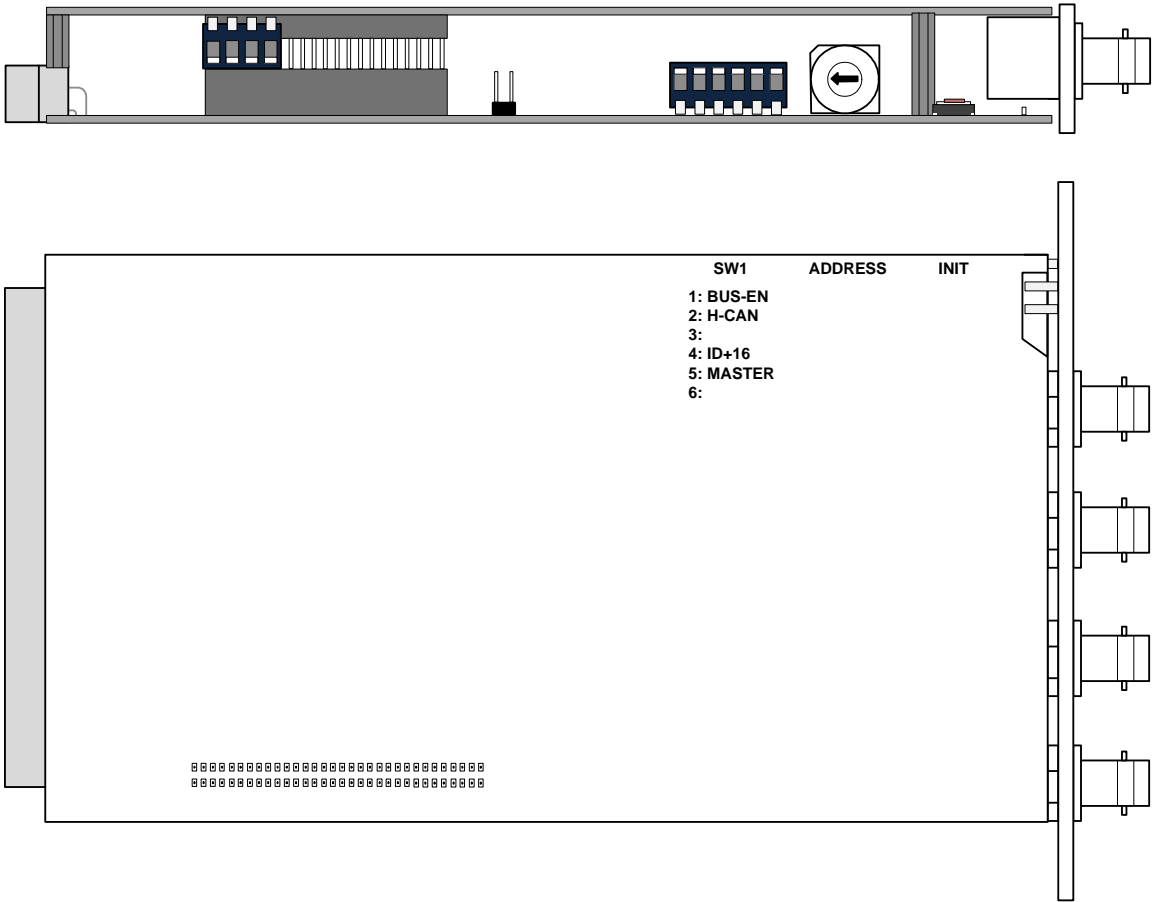 SW1 ADDRESS INIT
1: BUS-EN
2: H-CAN
3:
4: ID+16
5: MASTER
6: